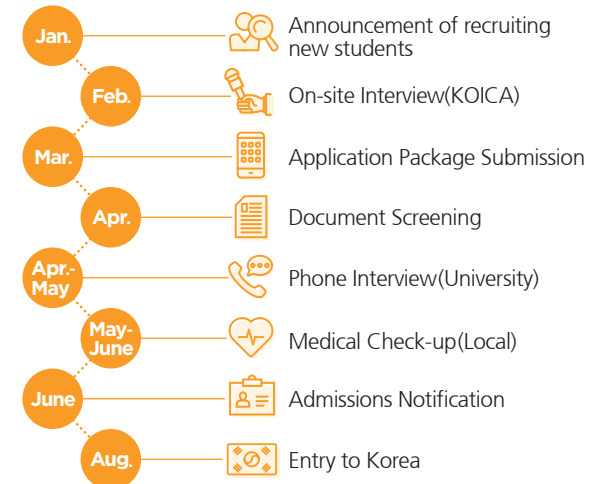 Jan.
Announcement of recruiting
new students
Feb.
On-site Interview(KOICA)
Mar.
Application Package Submission
Apr.
Document Screening
Apr.-
May
Phone Interview(University)
May-
June
Medical Check-up(Local)
June
Admissions Notification
Aug.
Entry to Korea